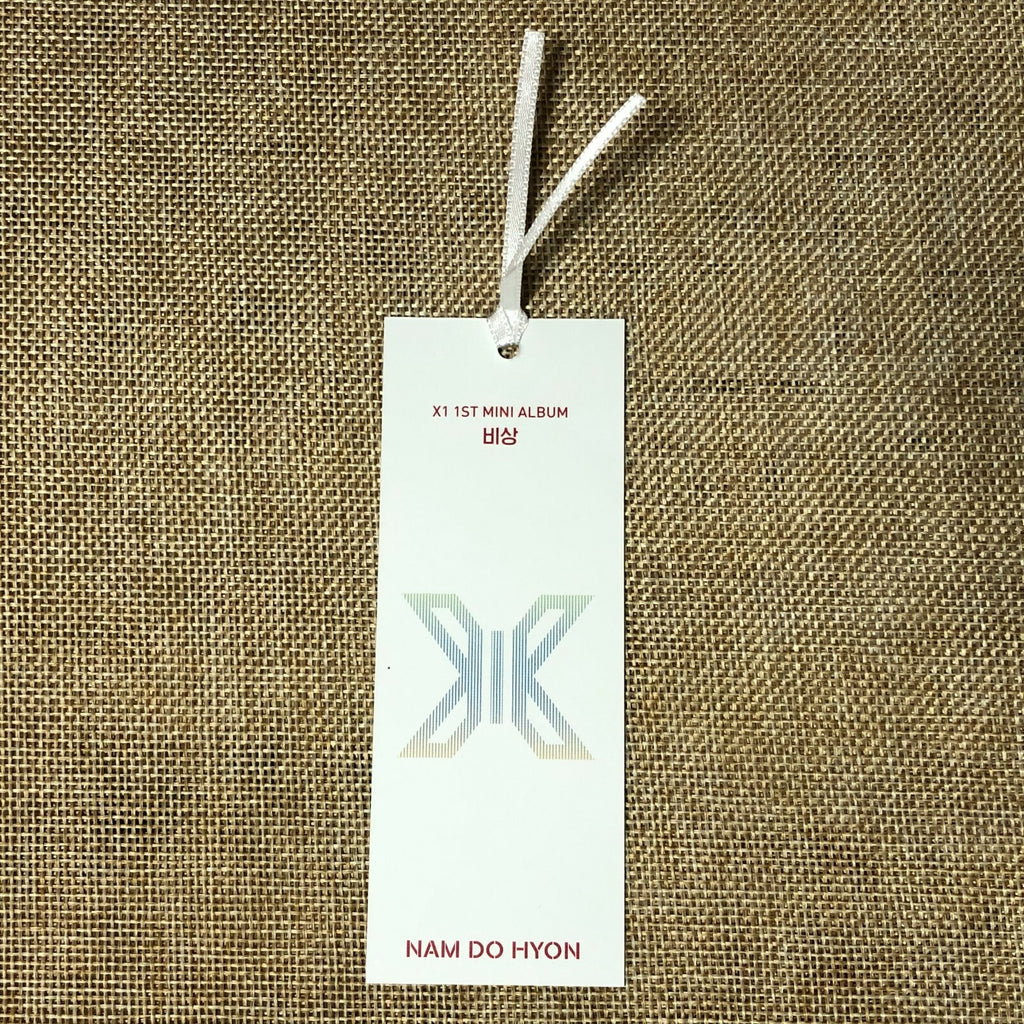 X1 1ST MINI ALBUM
비상
NAM DO HYON